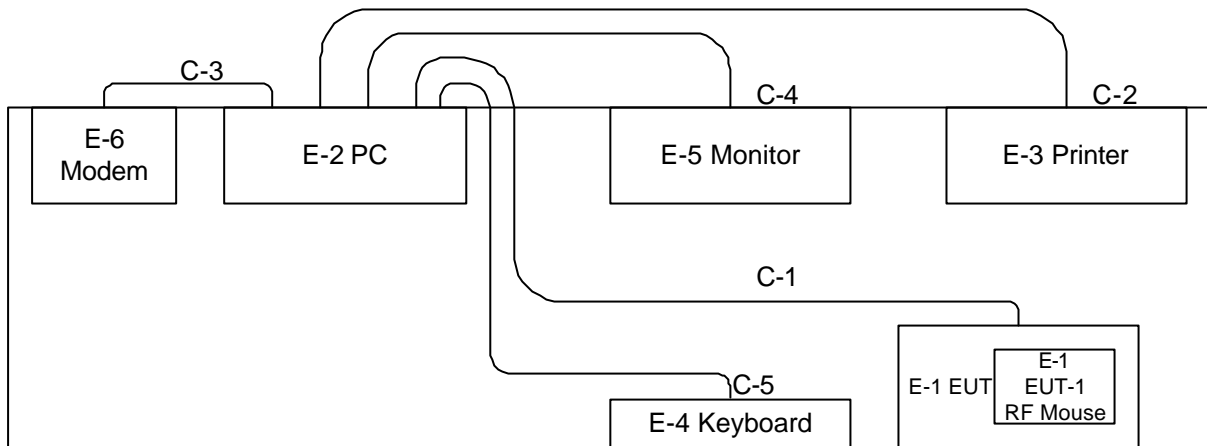 C-3
C-4
C-2
E-6
Modem
E-2 PC
E-5 Monitor
E-3 Printer
C-1
E-1 EUT
E-1
EUT-1
RF Mouse
C-5
E-4 Keyboard